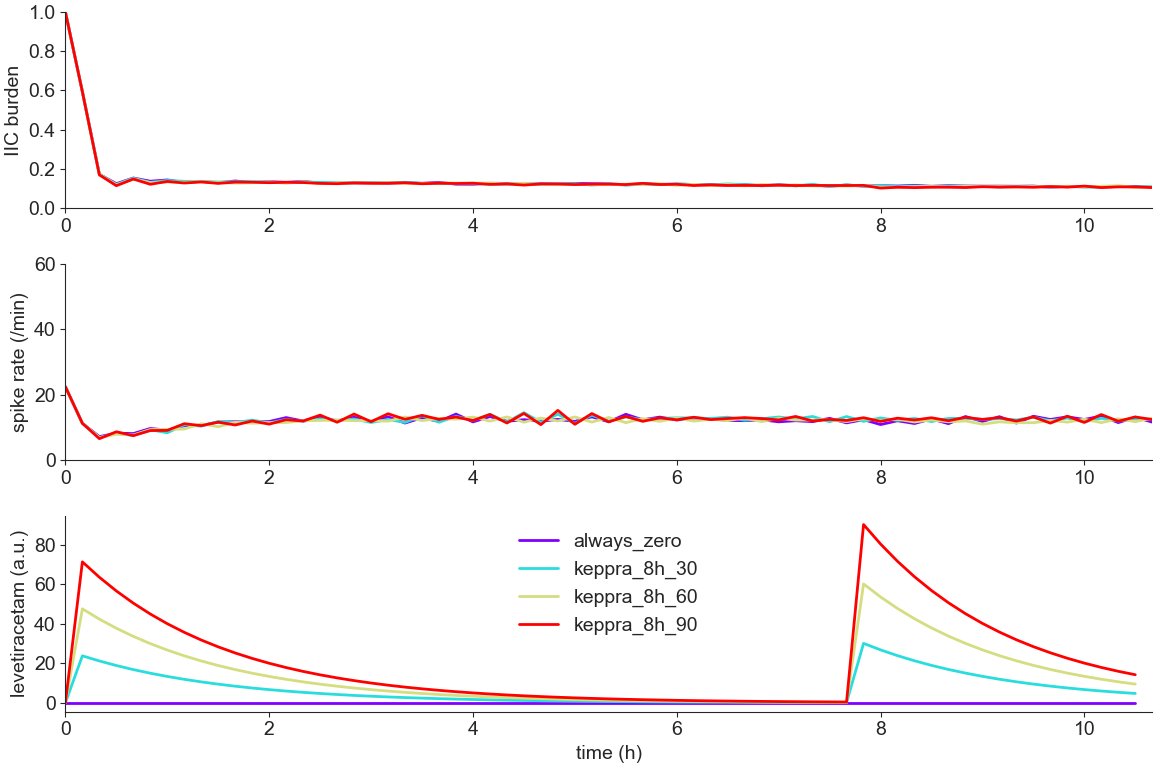 1.0
0.8
0.6
0.4
0.2
0.0
IIC burden
0 2 4 6 8 10
60
40
20
0
spike rate (/min)
0 2 4 6 8 10
80
60
40
20
0
levetiracetam (a.u.)
always_zero
keppra_8h_30
keppra_8h_60
keppra_8h_90
0 2 4 6 8 10
time (h)